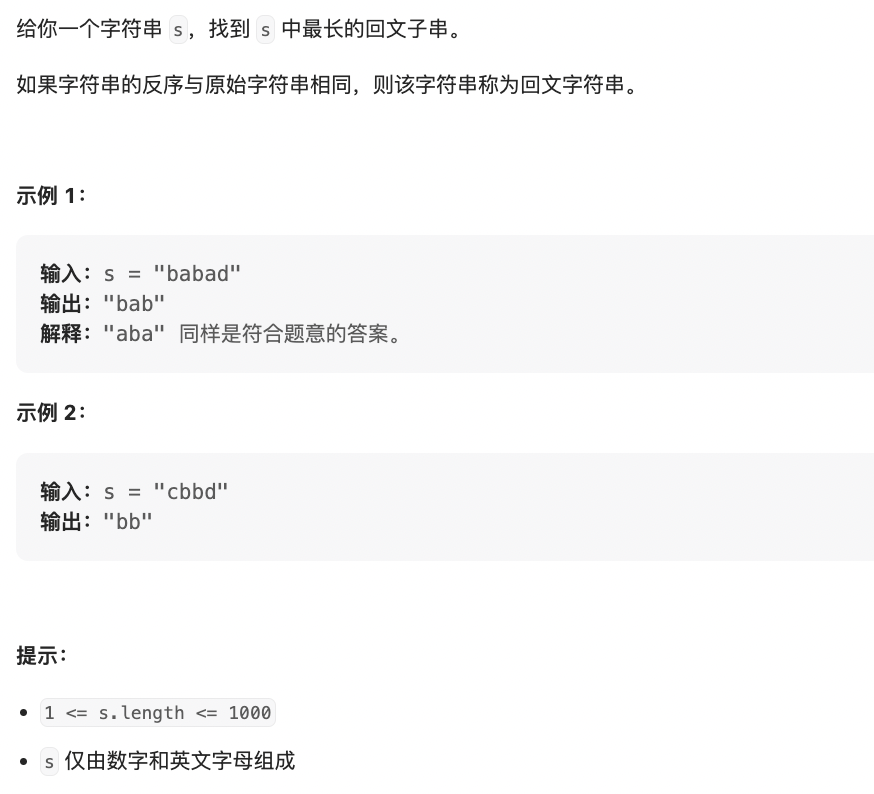 给你一个字符串 s，找到 s 中最长的回文子串。
如果字符串的反序与原始字符串相同，则该字符串称为回文字符串。
示例 1：
输入：s = "babad"
输出："bab"
解释："aba" 同样是符合题意的答案。
示例 2：
输入：s = "cbbd"
输出："bb"
提示：
• 1 <= s.length <= 1000
• s 仅由数字和英文字母组成